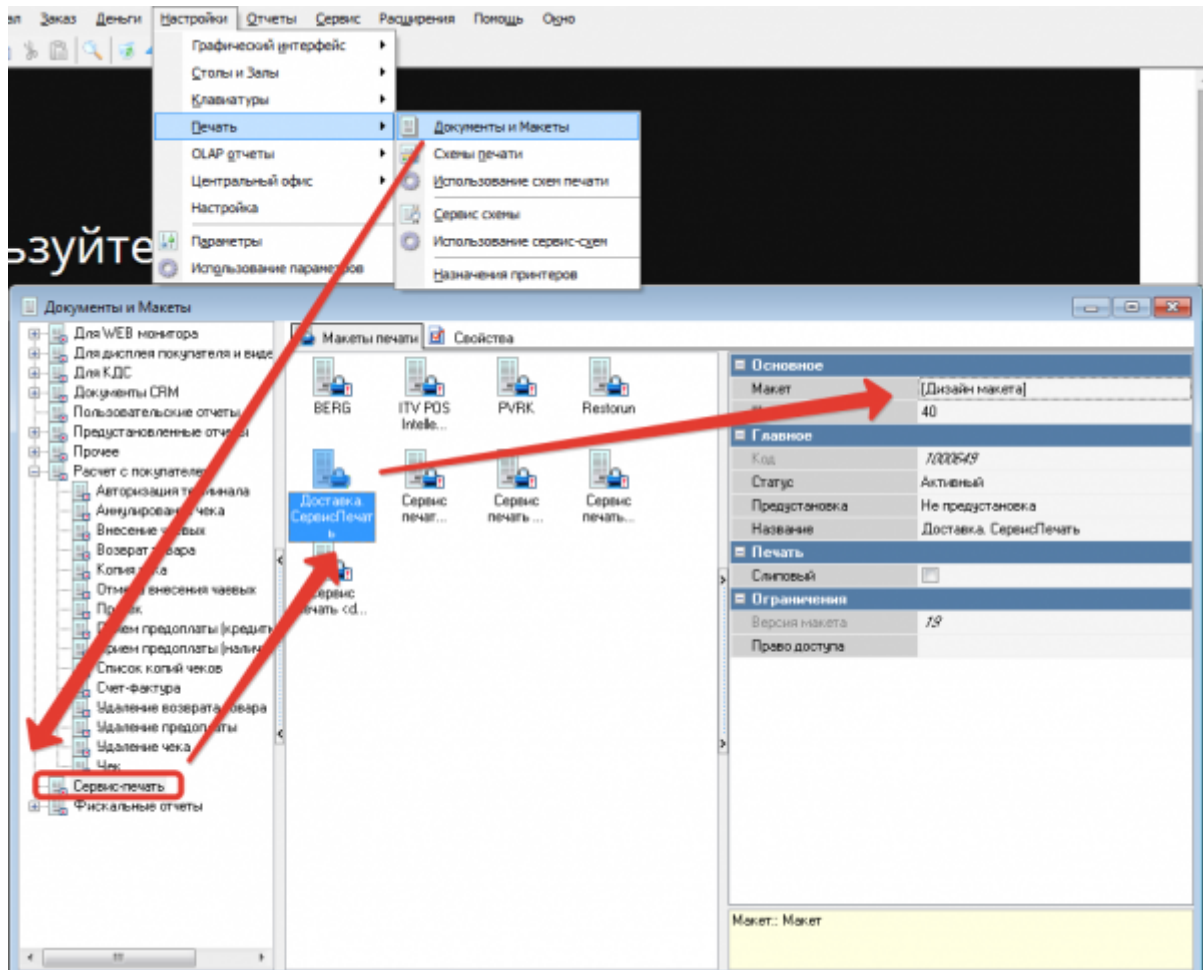 Заказ Деньги Настройки Отчеты Сервис Расширения Помощь Окно
Графический интерфейс
Столы и Залы
Клавиатуры
Печать
OLAP отчеты
Центральный офис
Настройка
Параметры
Использование параметров
Документы и Макеты
Схемы печати
Использование схем печати
Сервис схемы
Использование сервис-схем
Назначения принтеров
ьзуйте
Документы и Макеты
Для WEB монитора
Для дисплея покупателя и виде
Для КДС
Документы CRM
Пользовательские отчеты
Предустановленные отчеты
Прочее
Расчет с покупателем
Авторизация терминала
Аннулирование чека
Внесение чаевых
Возврат товара
Копия чека
Отмена внесения чаевых
Прием предоплаты (кредитн
Прием предоплаты (налич
Список копий чеков
Счет-фактура
Удаление возврата товара
Удаление предоплаты
Удаление чека
Чек
Сервис-печать
Фискальные отчеты
Макеты печати Свойства
BERG
ITV POS
Intelle...
PVRK
Restorun
Доставка.
СервисПечат
ь
Сервис
печат...
Сервис
печать ...
Сервис
печать...
Сервис
печать <d...
Основное
Макет [Дизайн макета]
40
Главное
Код 1000649
Статус Активный
Предустановка Не предустановка
Название Доставка. СервисПечать
Печать
Слиповый
Ограничения
Версия макета 19
Право доступа
Макет:: Макет